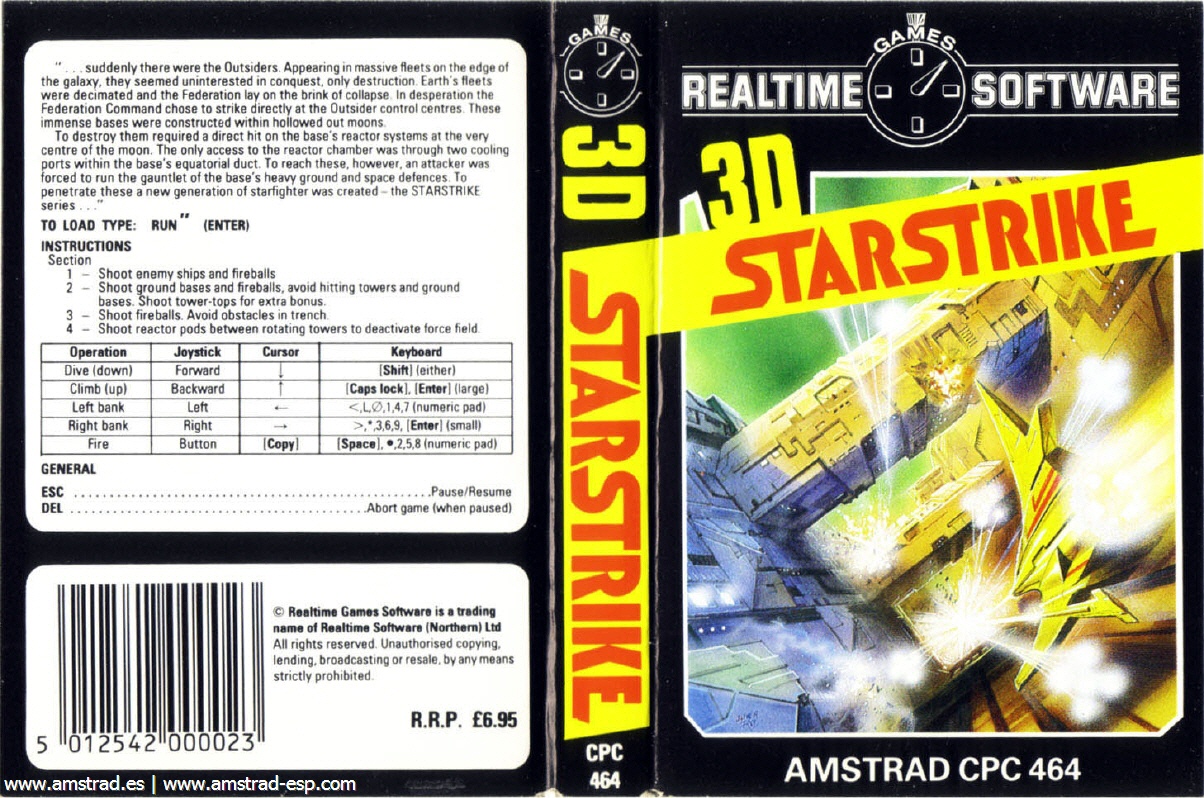 " . . . suddenly there were the Outsiders. Appearing in massive fleets on the edge of
the galaxy, they seemed uninterested in conquest, only destruction. Earth's fleets
were decimated and the Federation lay on the brink of collapse. In desperation the
Federation Command chose to strike directly at the Outsider control centres. These
immense bases were constructed within hollowed out moons.
To destroy them required a direct hit on the base's reactor systems at the very
centre of the moon. The only access to the reactor chamber was through two cooling
ports within the base's equatorial duct. To reach these, however, an attacker was
forced to run the gauntlet of the base's heavy ground and space defences. To
penetrate these a new generation of starfighter was created – the STARSTRIKE
series . . ."
TO LOAD TYPE: RUN " (ENTER)
INSTRUCTIONS
Section
1 – Shoot enemy ships and fireballs
2 – Shoot ground bases and fireballs, avoid hitting towers and ground
bases. Shoot tower-tops for extra bonus.
3 – Shoot fireballs. Avoid obstacles in trench.
4 – Shoot reactor pods between rotating towers to deactivate force field.
Operation Joystick Cursor Keyboard
Dive (down) Forward ↓ [Shift] (either)
Climb (up) Backward ↑ [Caps lock], [Enter] (large)
Left bank Left ← <,L,∅,1,4,7 (numeric pad)
Right bank Right → >,*,3,6,9, [Enter] (small)
Fire Button [Copy] [Space], •,2,5,8 (numeric pad)
GENERAL
ESC ..................................................Pause/Resume
DEL ..........................................Abort game (when paused)
© Realtime Games Software is a trading
name of Realtime Software (Northern) Ltd
All rights reserved. Unauthorised copying,
lending, broadcasting or resale, by any means
strictly prohibited.
R.R.P. £6.95
5 012542 000023
www.amstrad.es | www.amstrad-esp.com
GAMES
3D
STARSTRIKE
CPC
464
GAMES
REALTIME SOFTWARE
3D
STARSTRIKE
AMSTRAD CPC 464